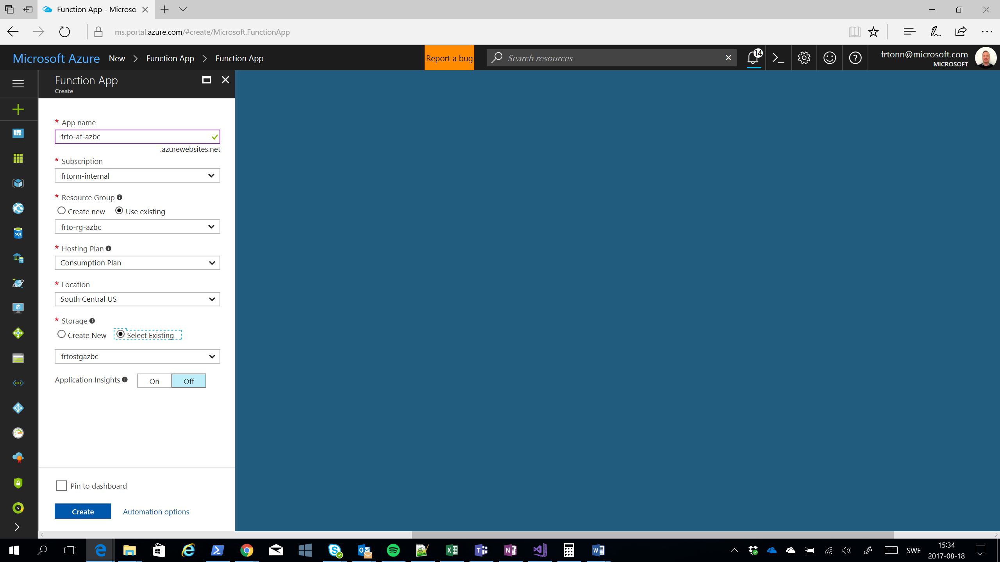 Function App - Microsc
ms.portal.azure.com/#create/Microsoft.FunctionApp
Microsoft Azure New > Function App > Function App
Report a bug
Search resources
14
frtonn@microsoft.com
MICROSOFT
Function App
Create
* App name
frto-af-azbc
.azurewebsites.net
* Subscription
frtonn-internal
* Resource Group
Create new Use existing
frto-rg-azbc
* Hosting Plan
Consumption Plan
* Location
South Central US
* Storage
Create New Select Existing
frtostgazbc
Application Insights On Off
Pin to dashboard
Create Automation options
SQL
SQL
SWE
15:34
2017-08-18